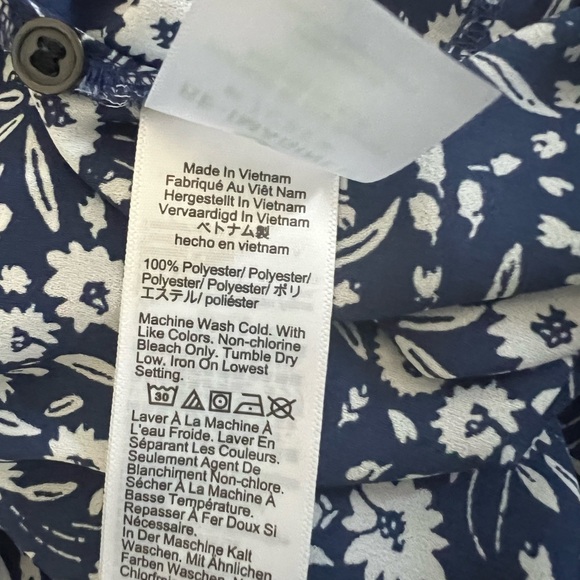 Made In Vietnam
Fabriqué Au Viêt Nam
Hergestellt In Vietnam
Vervaardigd In Vietnam
ベトナム製
hecho en vietnam
100% Polyester/ Polyester/
Polyester/ Polyester/ ポリ
エステル/ poliéster
Machine Wash Cold. With
Like Colors. Non-chlorine
Bleach Only. Tumble Dry
Low, Iron On Lowest
Setting.
30
Laver À La Machine À
L'eau Froide. Laver En
Séparant Les Couleurs.
Seulement Agent De
Blanchiment Non-Chlore.
Sécher À La Machine À
Basse Température.
Repasser À Fer Doux Si
Nécessaire.
In Der Maschine Kalt
Waschen. Mit Ähnlichen
Farben Waschen.